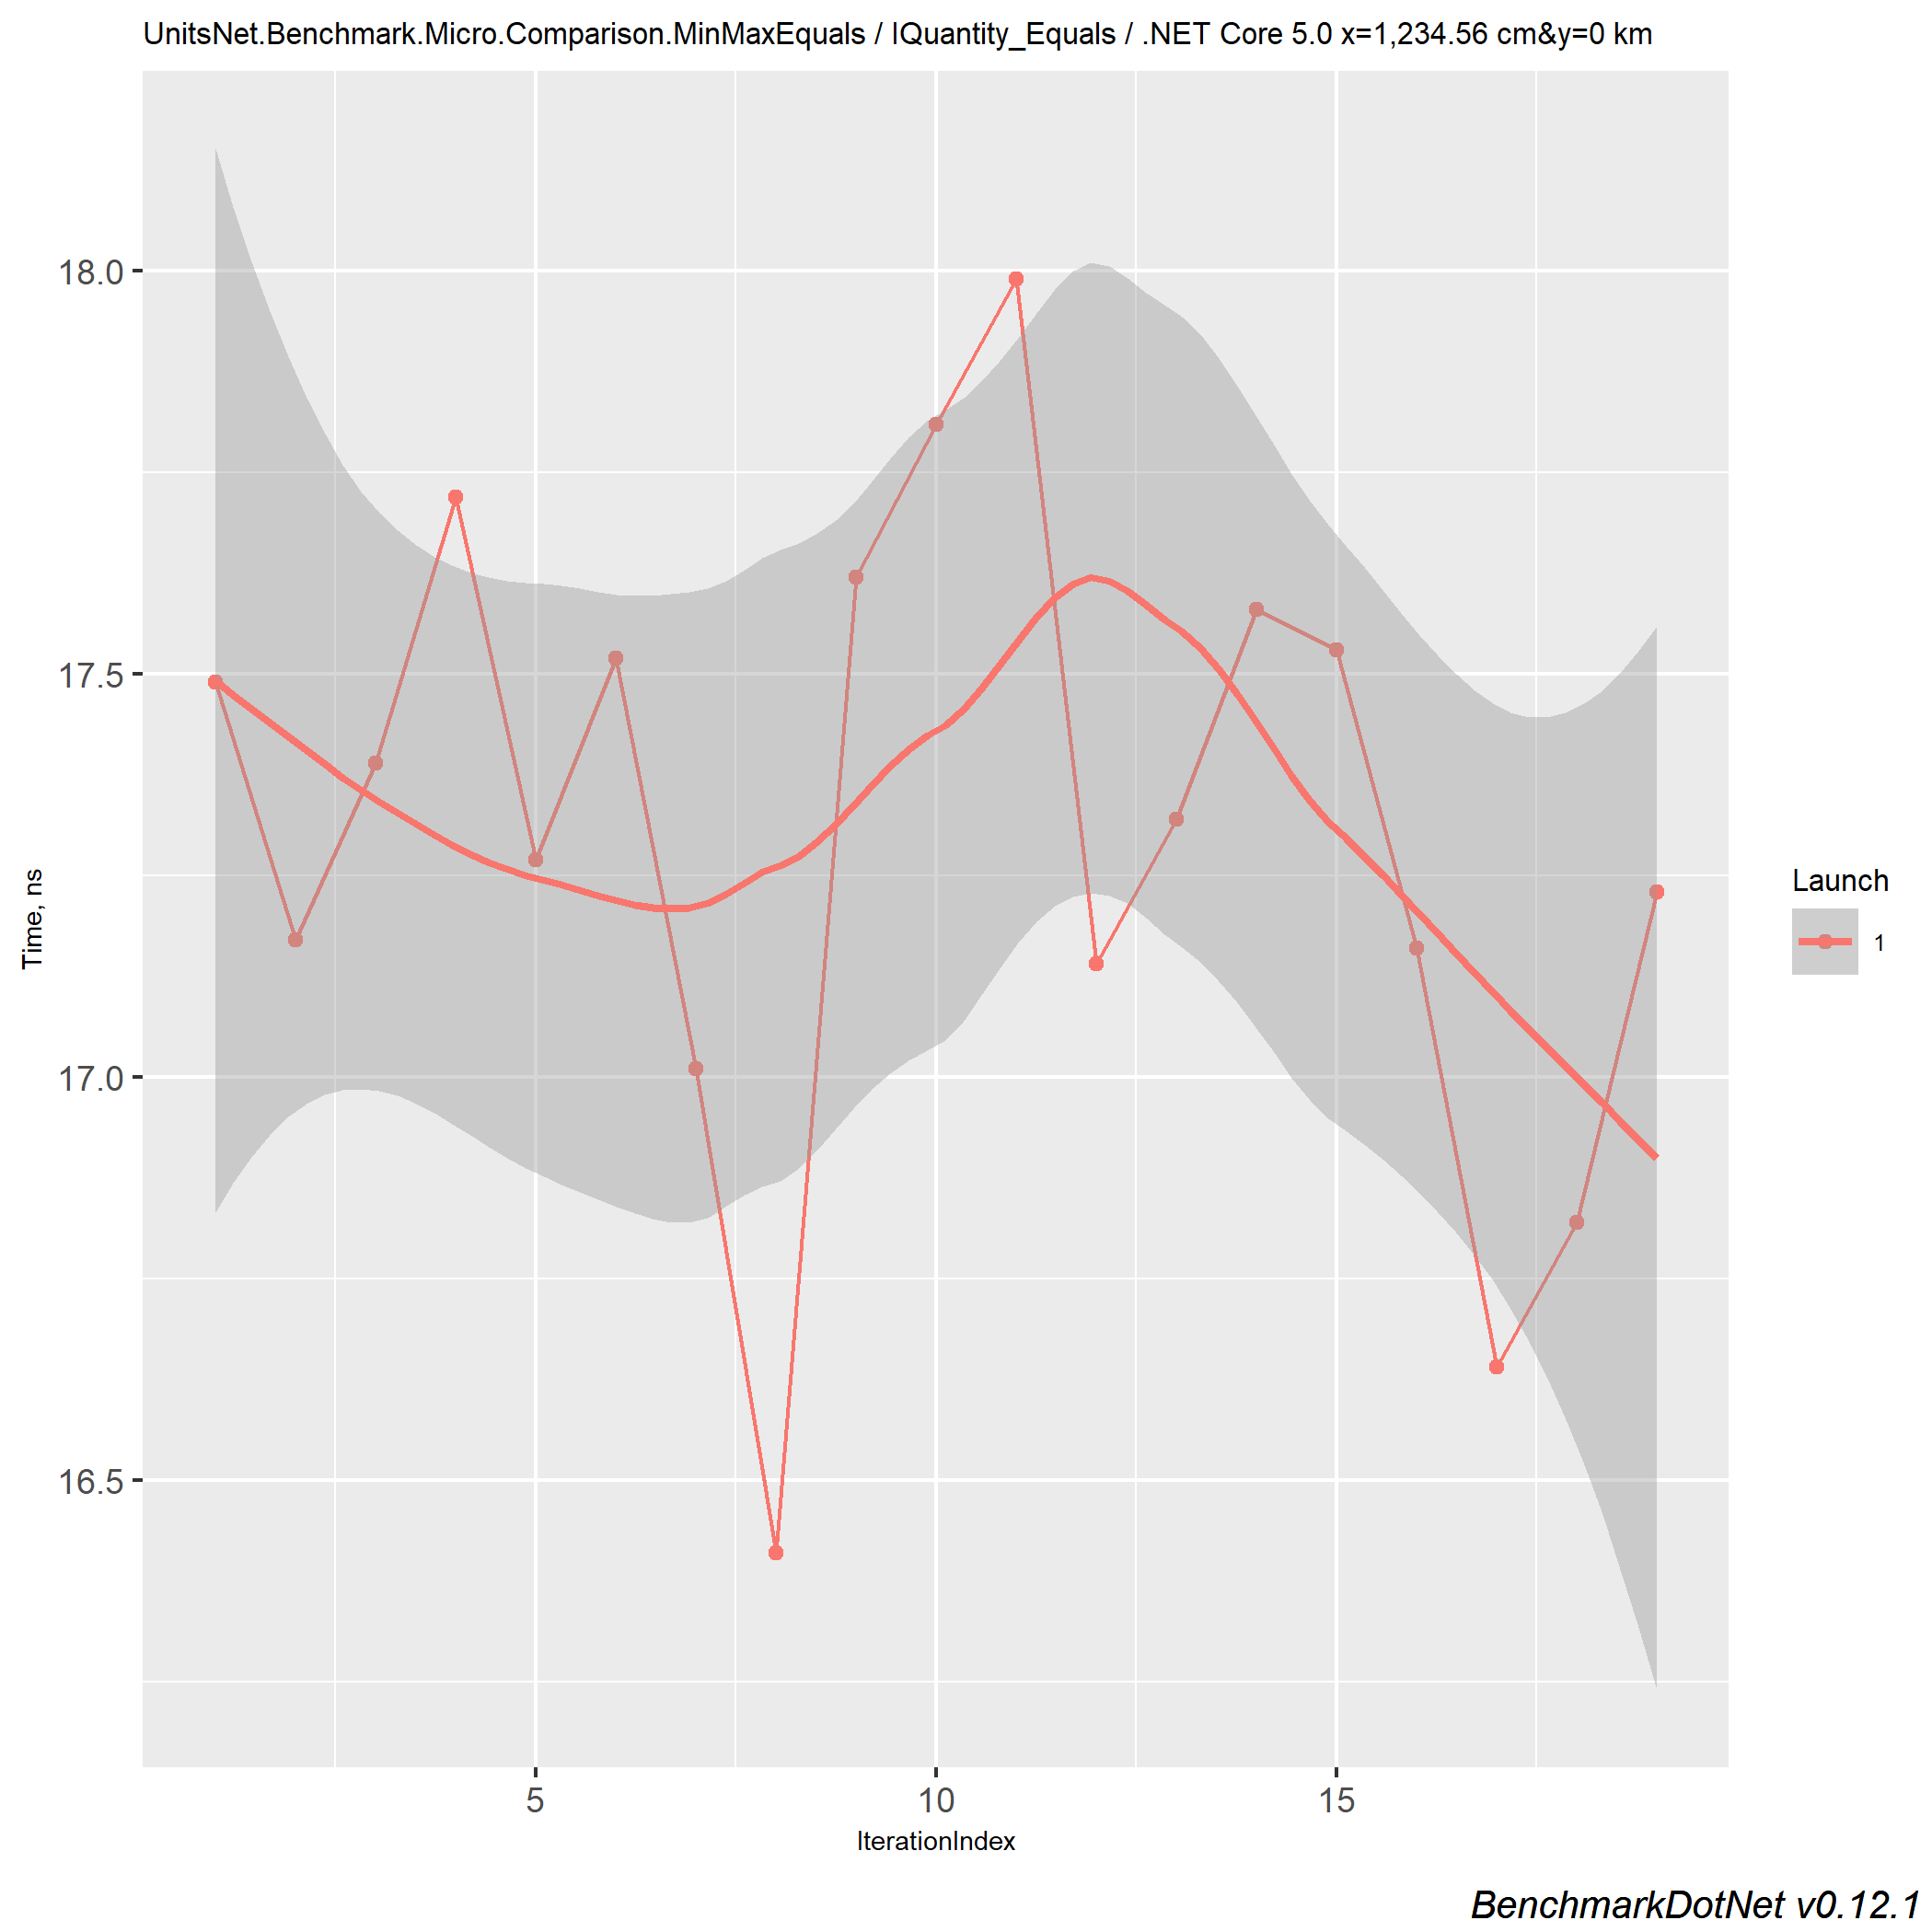 UnitsNet.Benchmark.Micro.Comparison.MinMaxEquals / IQuantity_Equals / .NET Core 5.0 x=1,234.56 cm&y=0 km
18.0
17.5
17.0
16.5
Time, ns
5 10 15
IterationIndex
Launch
1
BenchmarkDotNet v0.12.1